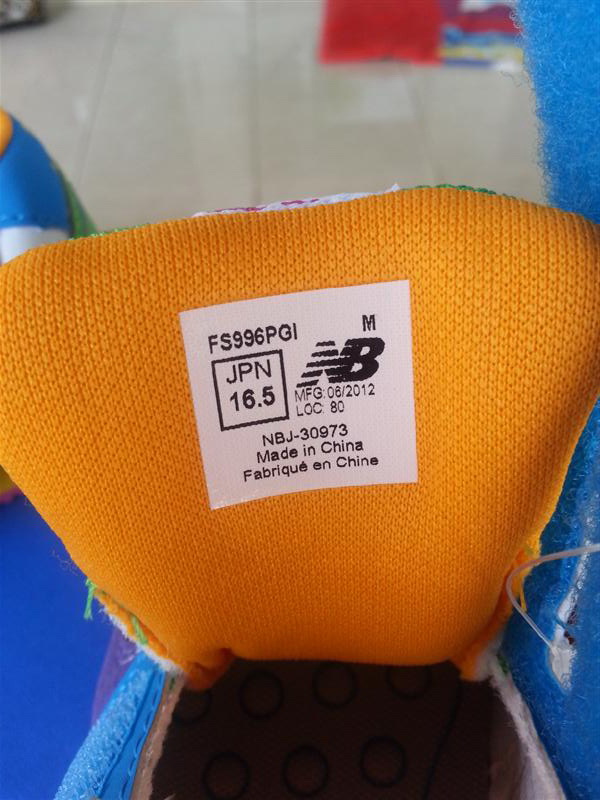 FS996PGI M
JPN
16.5
NB
MFG: 06/2012
LOC: 80
NBJ-30973
Made in China
Fabriqué en Chine